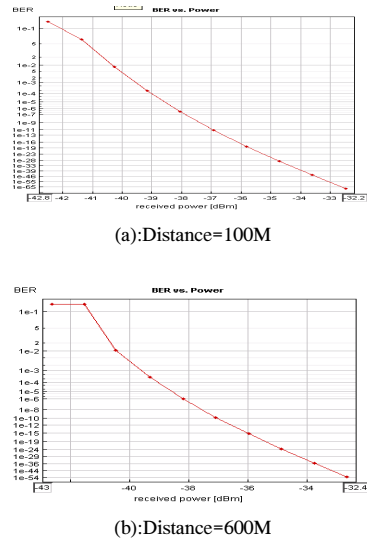 BER
BER vs. Power
1e-1
6
1e-2
6
1e-3
1e-4
1e-5
1e-6
1e-7
1e-9
1e-11
1e-13
1e-16
1e-19
1e-23
1e-28
1e-33
1e-39
1e-46
1e-55
1e-65
-42.8 -42 -41 -40 -39 -38 -37 -36 -35 -34 -33 -32.2
received power [dBm]
(a):Distance=100M
BER
BER vs. Power
1e-1
5
2
1e-2
1e-3
1e-4
1e-5
1e-6
1e-8
1e-10
1e-12
1e-15
1e-19
1e-24
1e-29
1e-36
1e-44
1e-54
-43 -40 -38 -36 -34 -32.4
received power [dBm]
(b):Distance=600M